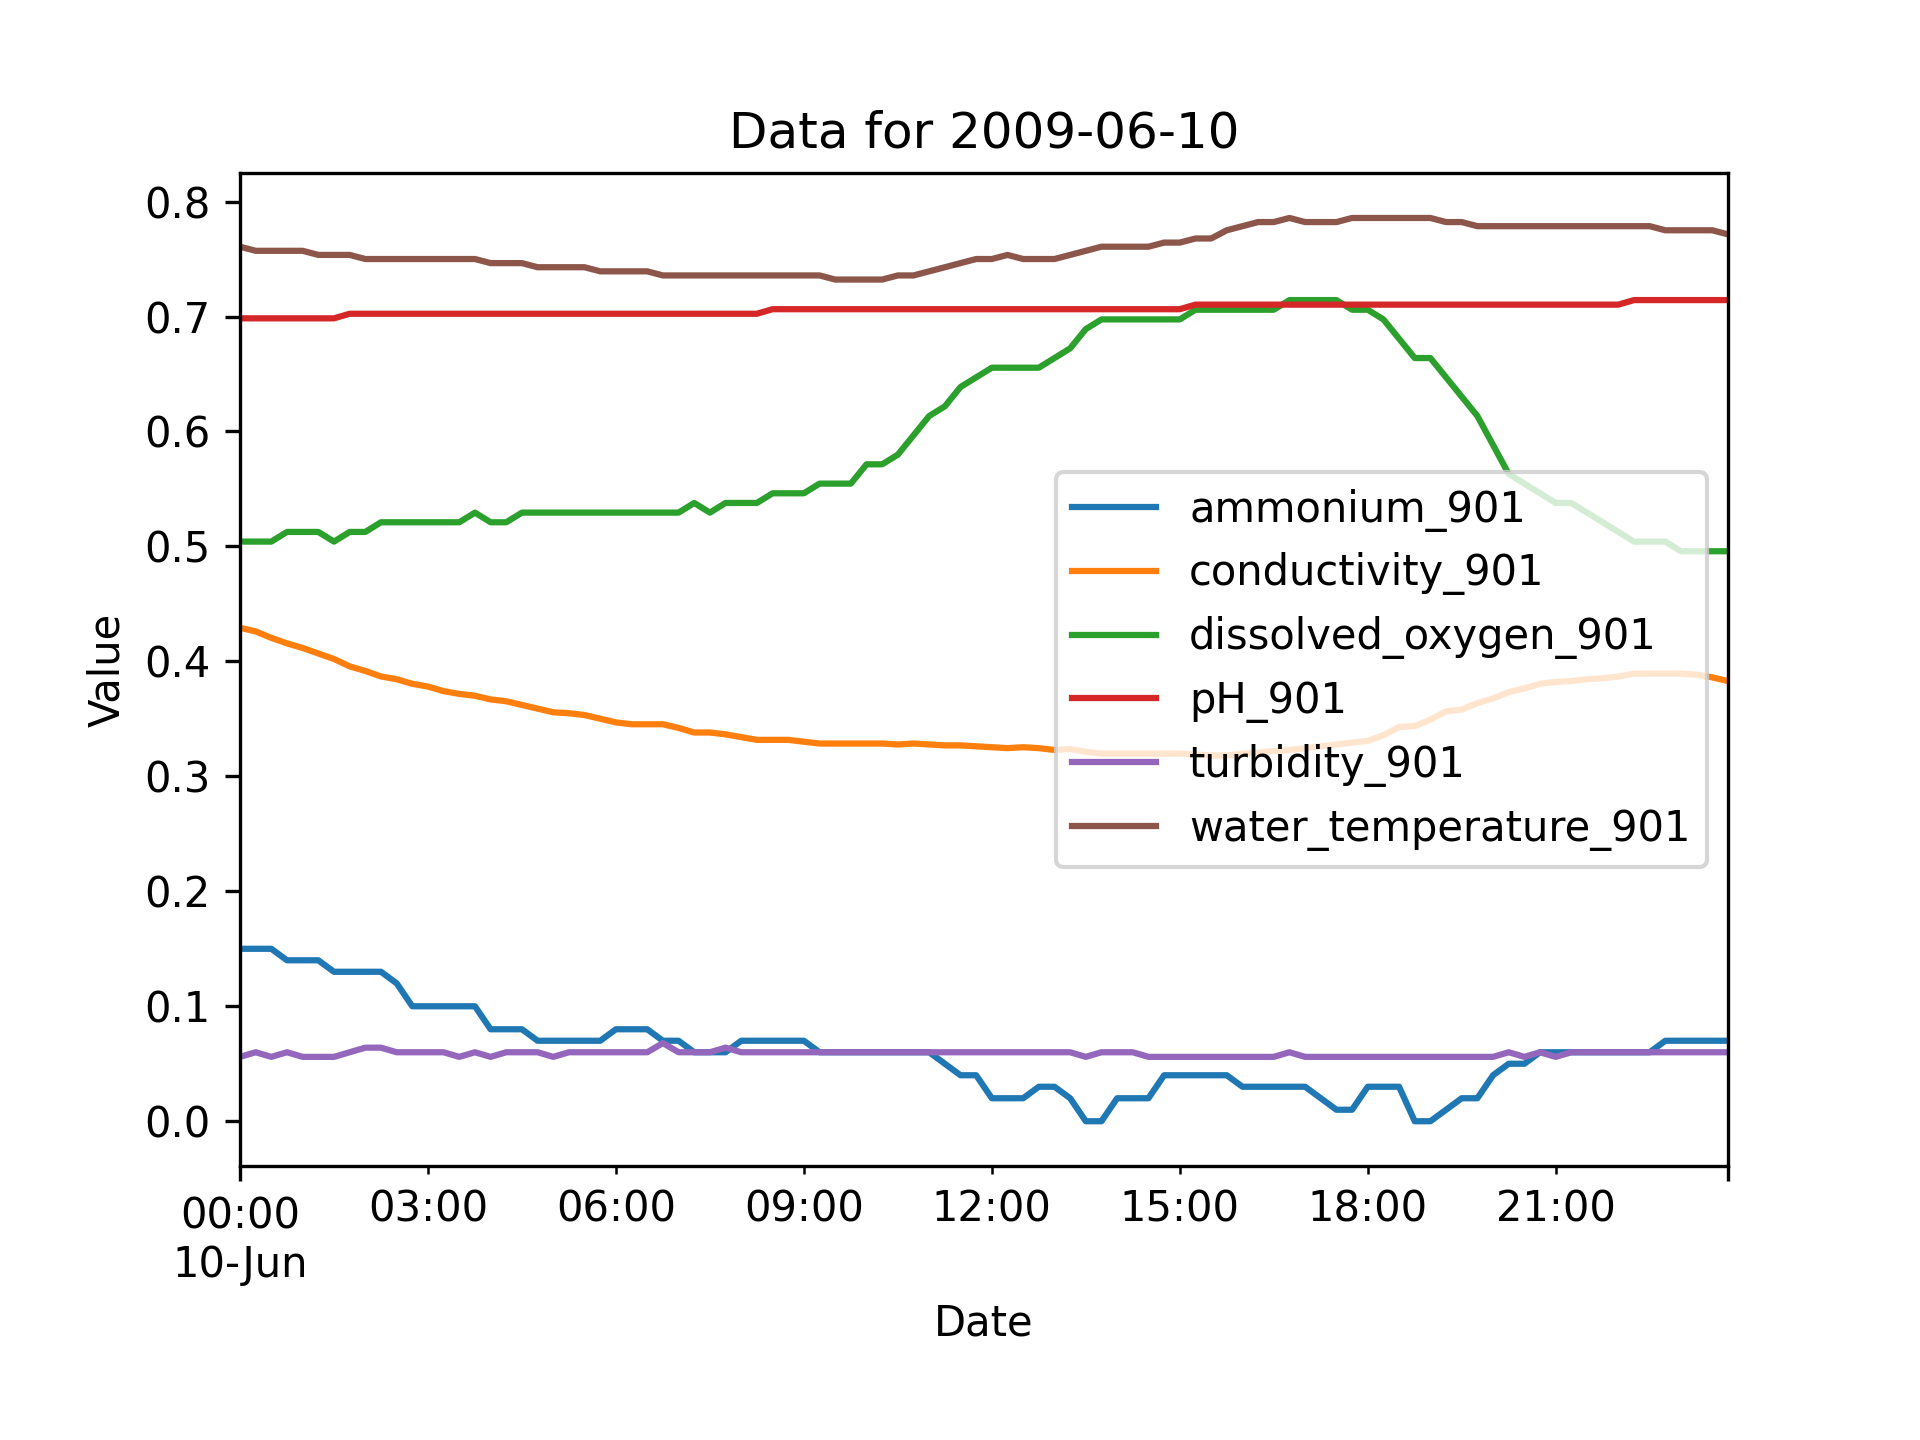 Data for 2009-06-10
Value
0.8
0.7
0.6
0.5
0.4
0.3
0.2
0.1
0.0
ammonium_901
conductivity_901
dissolved_oxygen_901
pH_901
turbidity_901
water_temperature_901
00:00 03:00 06:00 09:00 12:00 15:00 18:00 21:00
10-Jun
Date